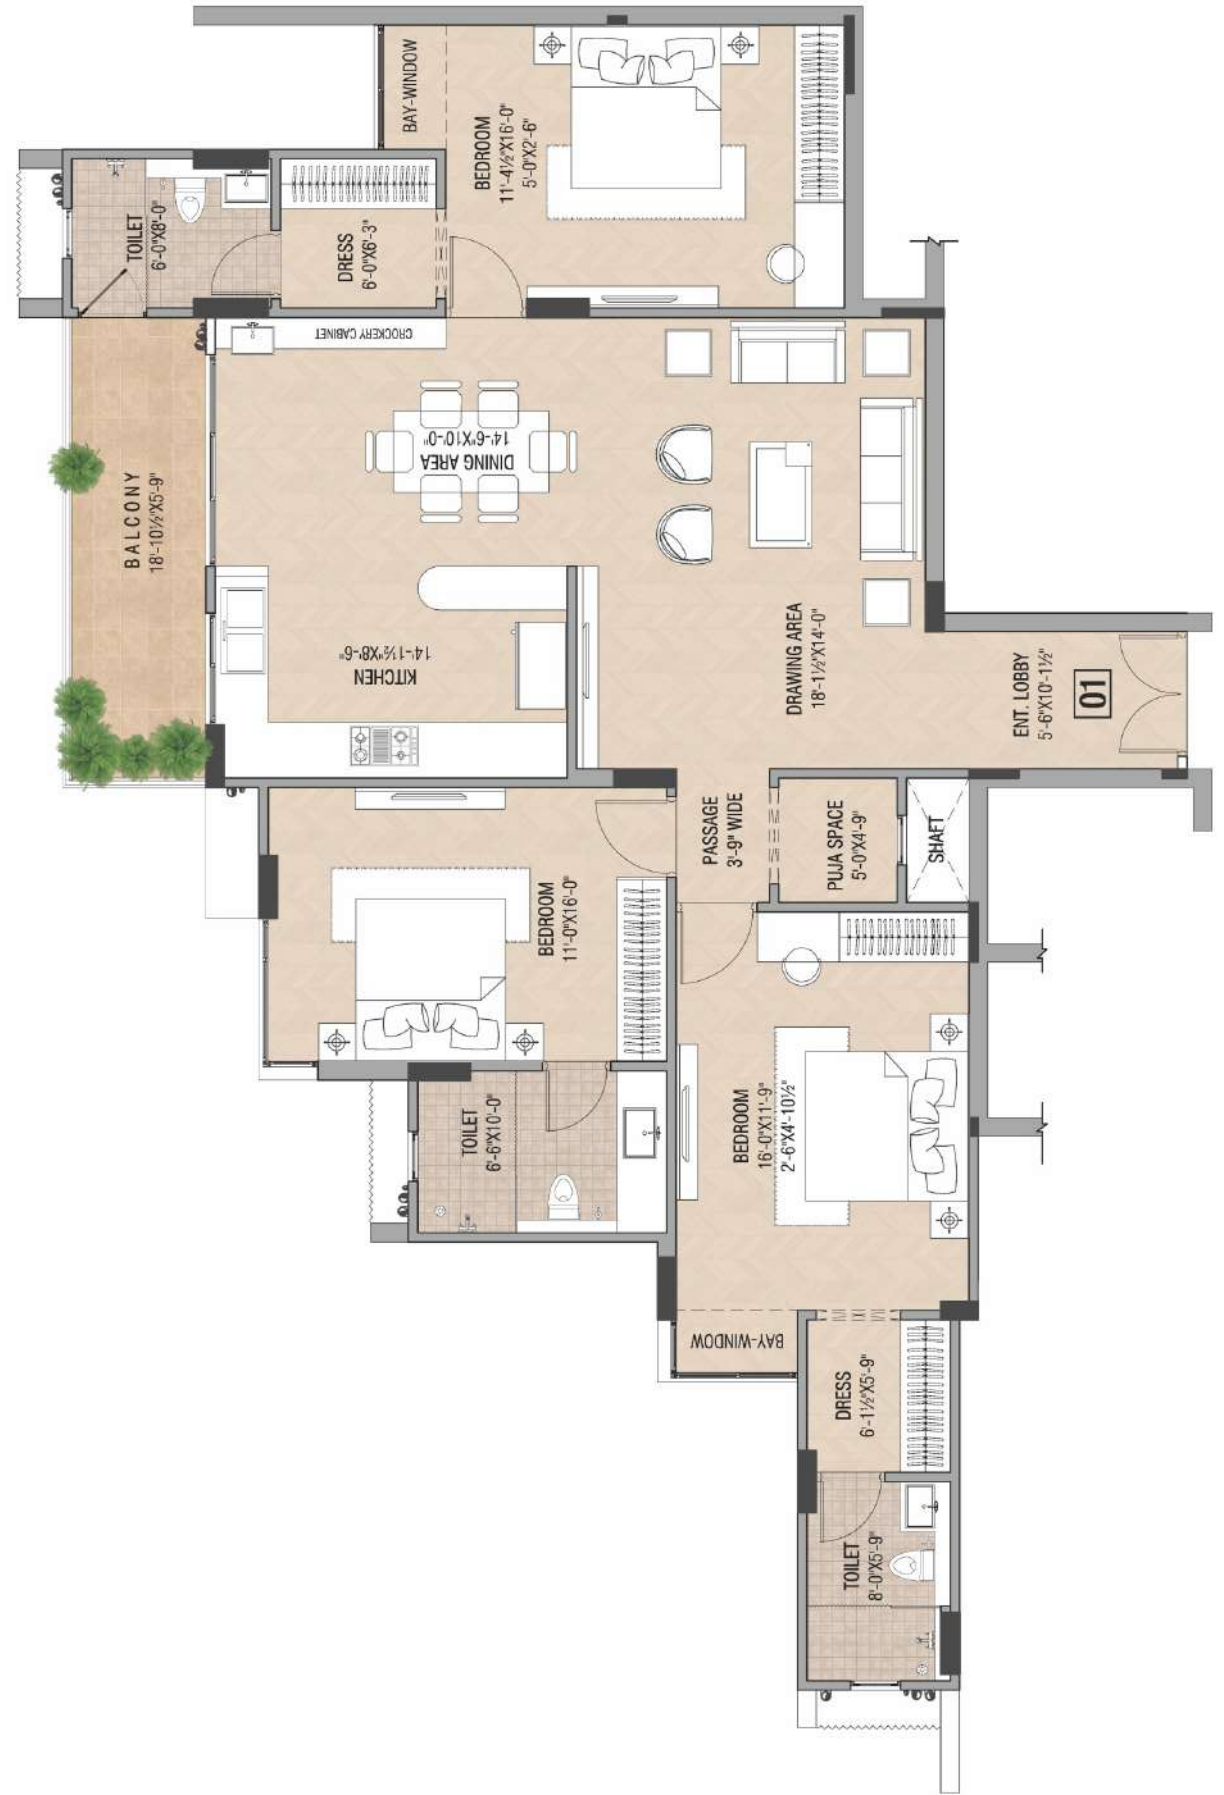 BAY-WINDOW
BEDROOM
11'-4½"X16'-0"
5'-0"X2'-6"
TOILET
6'-0"X8'-0"
DRESS
6'-0"X6'-3"
CROCKERY CABINET
BALCONY
18'-10½"X5'-9"
DINING AREA
14'-6"X10'-0"
KITCHEN
14'-1½"X8'-6"
DRAWING AREA
18'-1½"X14'-0"
ENT. LOBBY
5'-6"X10'-1½"
01
PASSAGE
3'-9" WIDE
PUJA SPACE
5'-0"X4'-9"
SHAFT
BEDROOM
11'-0"X16'-0"
TOILET
6'-6"X10'-0"
BEDROOM
16'-0"X11'-9"
2'-6"X4'-10½"
BAY-WINDOW
DRESS
6'-1½"X5'-9"
TOILET
8'-0"X5'-9"